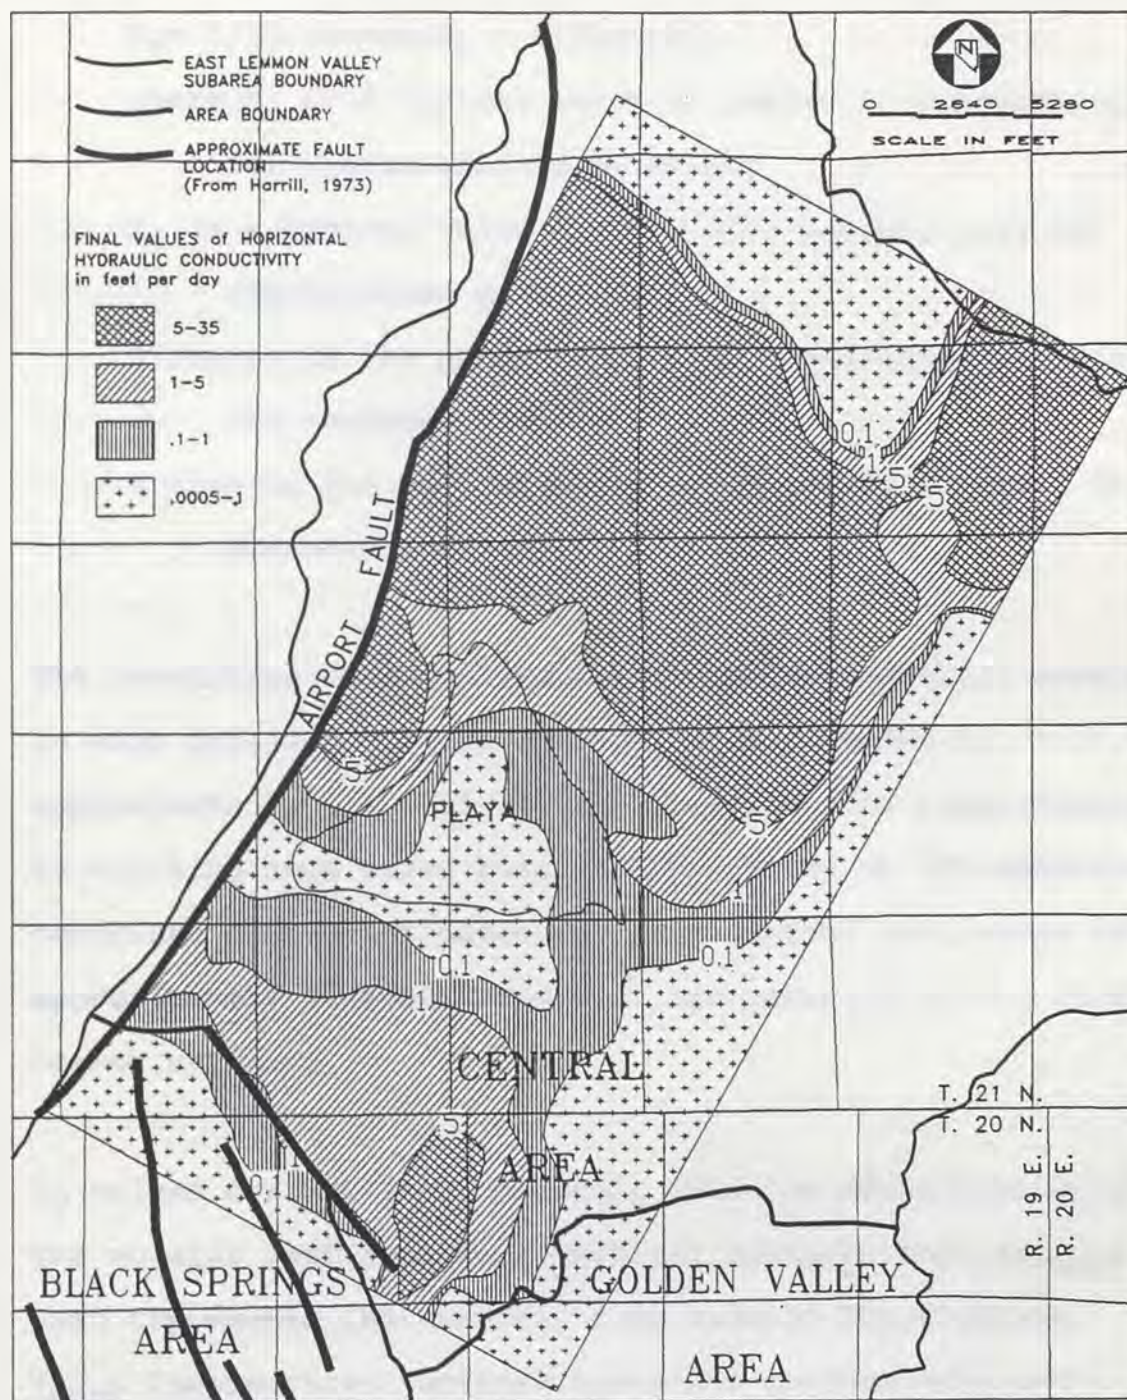 EAST LEMMON VALLEY
SUBAREA BOUNDARY
AREA BOUNDARY
APPROXIMATE FAULT
LOCATION
(From Harrill, 1973)
FINAL VALUES of HORIZONTAL
HYDRAULIC CONDUCTIVITY
in feet per day
5-35
1-5
.1-1
.0005-.1
N
0 2640 5280
SCALE IN FEET
0.1
1
5
5
AIRPORT FAULT
5
PLAYA
5
1
0.1
0.1
1
CENTRAL
AREA
5
0.1
1
T. 21 N.
T. 20 N.
R. 19 E.
R. 20 E.
BLACK SPRINGS
AREA
GOLDEN VALLEY
AREA